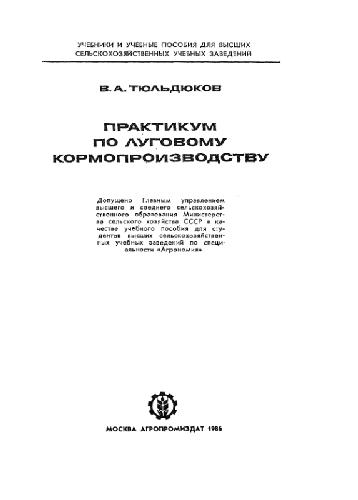 УЧЕБНИКИ И УЧЕБНЫЕ ПОСОБИЯ ДЛЯ ВЫСШИХ
СЕЛЬСКОХОЗЯЙСТВЕННЫХ УЧЕБНЫХ ЗАВЕДЕНИЙ
В. А. ТЮЛЬДЮКОВ
ПРАКТИКУМ
ПО ЛУГОВОМУ
КОРМОПРОИЗВОДСТВУ
Допущено Главным управлением
высшего и среднего сельскохозяй-
ственного образования Министерст-
ва сельского хозяйства СССР в ка-
честве учебного пособия для сту-
дентов высших сельскохозяйствен-
ных учебных заведений по специ-
альности «Агрономия»
МОСКВА АГРОПРОМИЗДАТ 1986